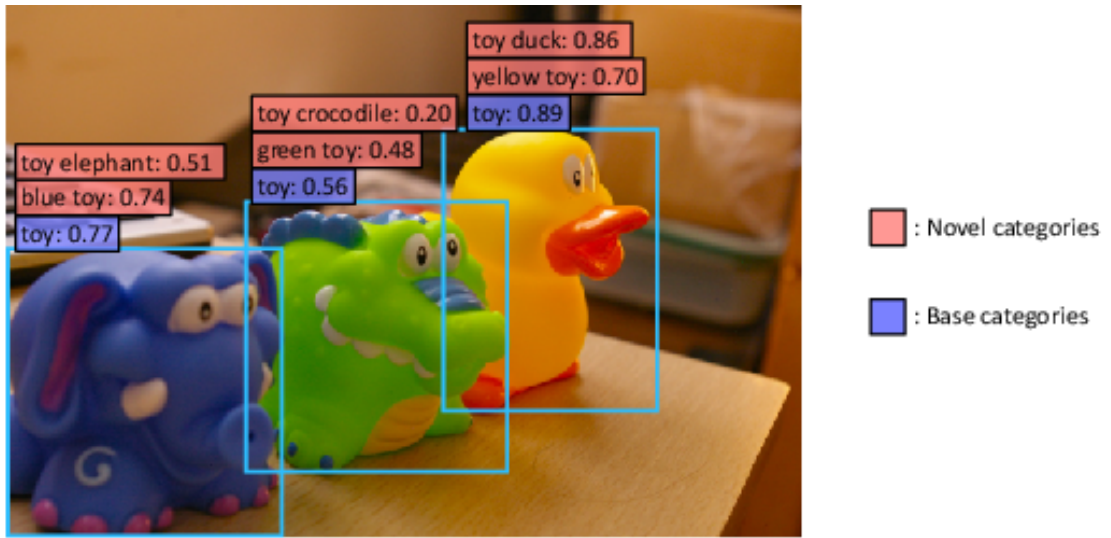 toy duck: 0.86
yellow toy: 0.70
toy: 0.89
toy crocodile: 0.20
green toy: 0.48
toy: 0.56
toy elephant: 0.51
blue toy: 0.74
toy: 0.77
: Novel categories
: Base categories